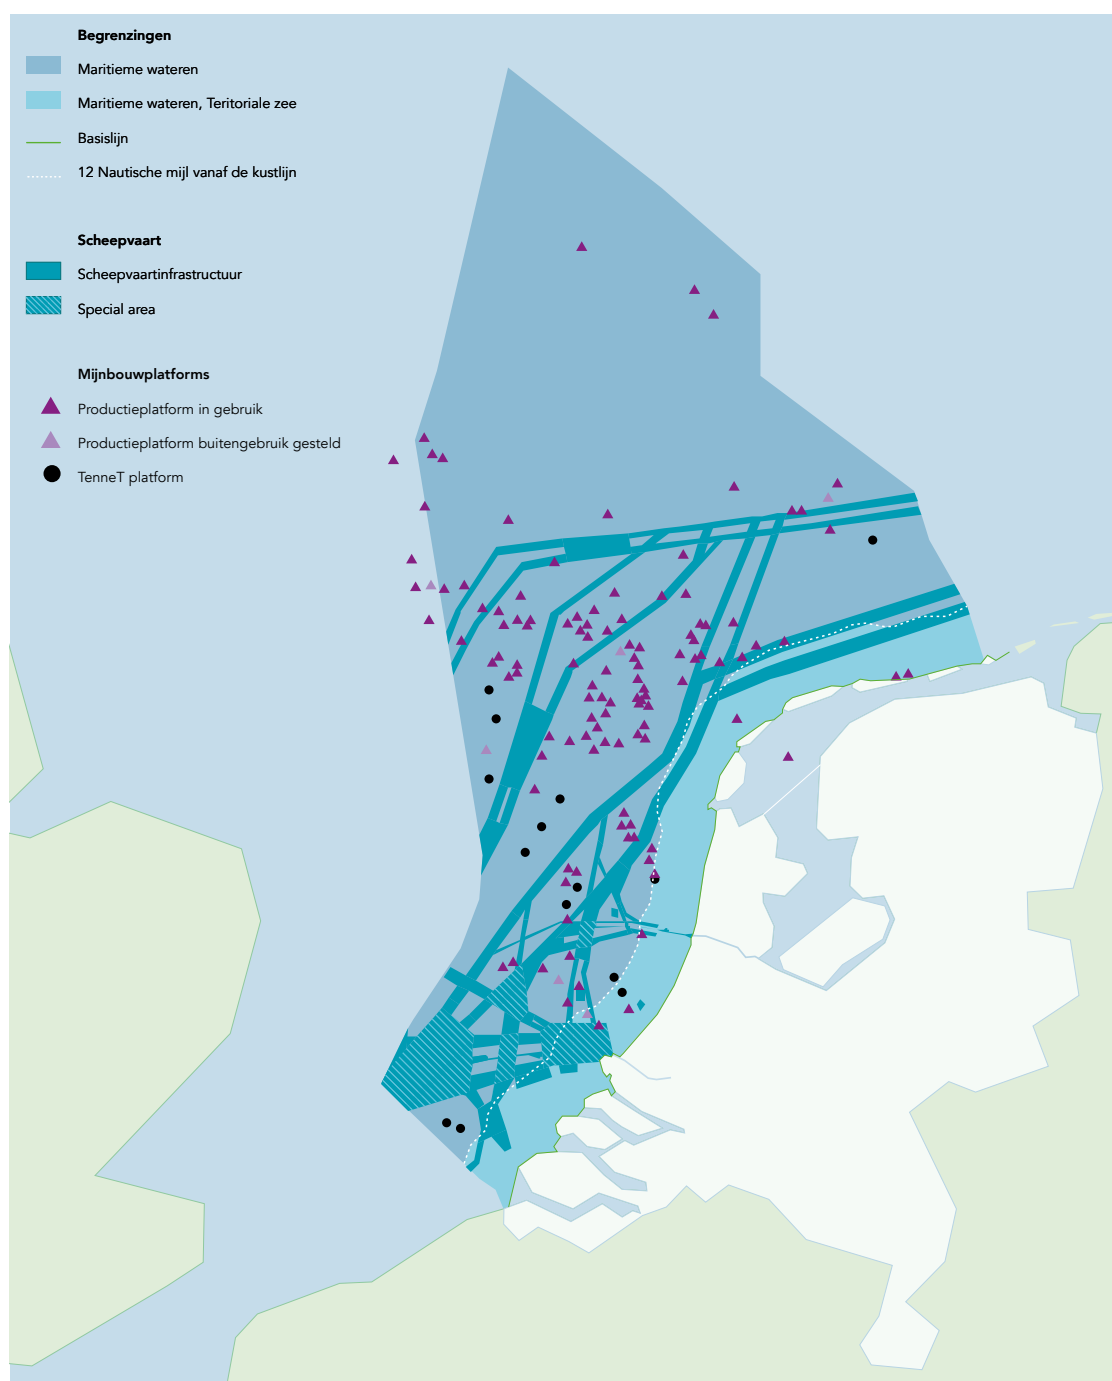 Begrenzingen
Maritieme wateren
Maritieme wateren, Teritoriale zee
Basislijn
12 Nautische mijl vanaf de kustlijn
Scheepvaart
Scheepvaartinfrastructuur
Special area
Mijnbouwplatforms
Productieplatform in gebruik
Productieplatform buitengebruik gesteld
TenneT platform